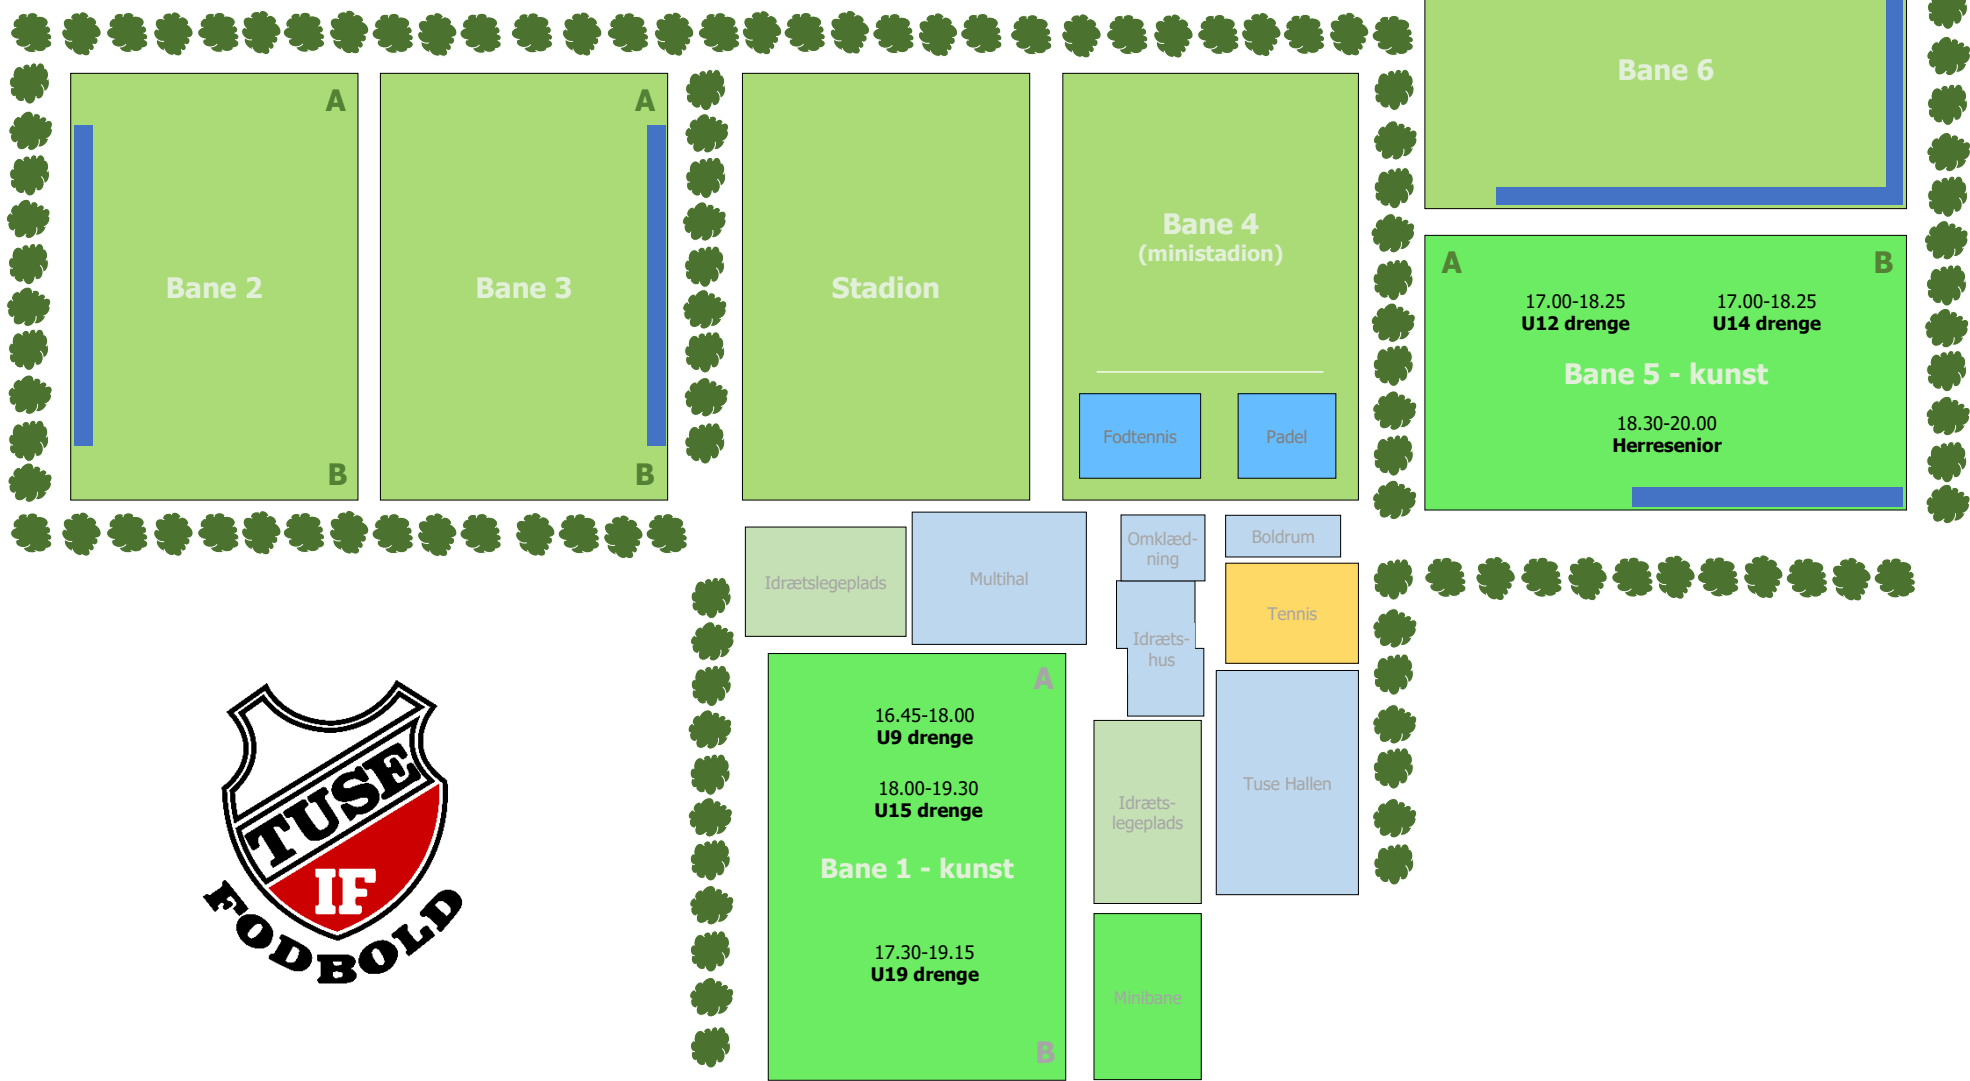 Bane 6
A
A
Bane 2
Bane 3
Stadion
Bane 4
(ministadion)
Fodtennis
Padel
B
B
A
B
17.00-18.25
U12 drenge
17.00-18.25
U14 drenge
Bane 5 - kunst
18.30-20.00
Herresenior
Idrætslegeplads
Multihal
Omklæd-
ning
Boldrum
Tennis
Idræts-
hus
Tuse Hallen
Idræts-
legeplads
Minibane
A
16.45-18.00
U9 drenge
18.00-19.30
U15 drenge
Bane 1 - kunst
17.30-19.15
U19 drenge
B
TUSE
IF
FODBOLD